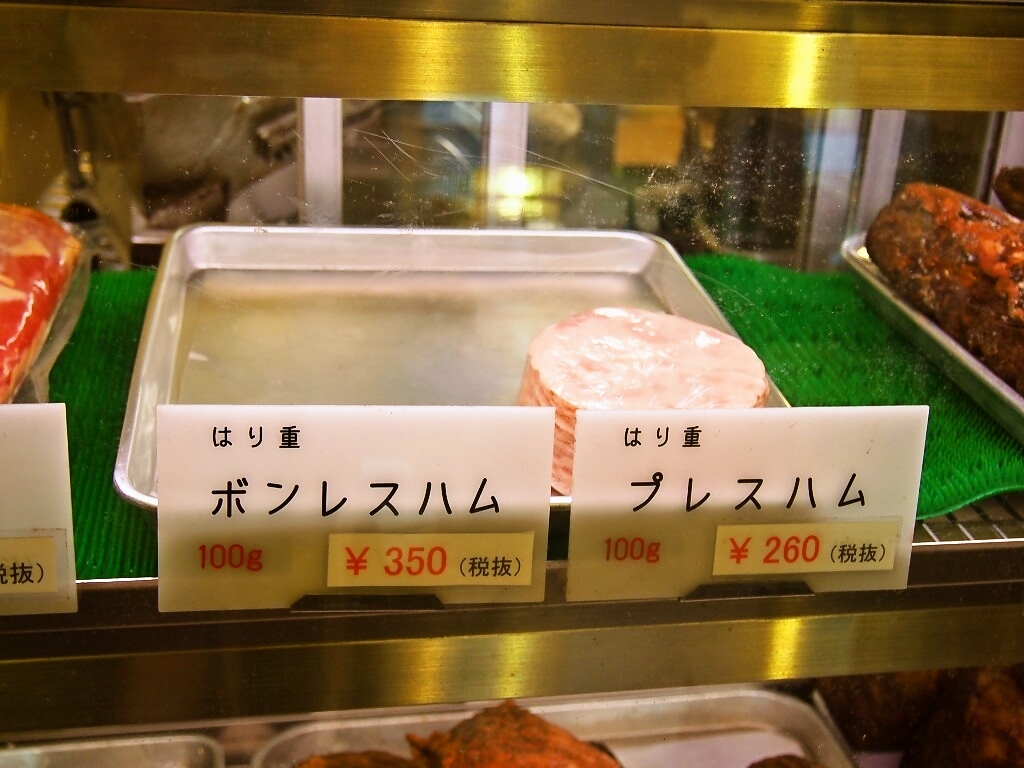 はり重
ボンレスハム
100g ¥350(税抜)
はり重
プレスハム
100g ¥260(税抜)
税抜)